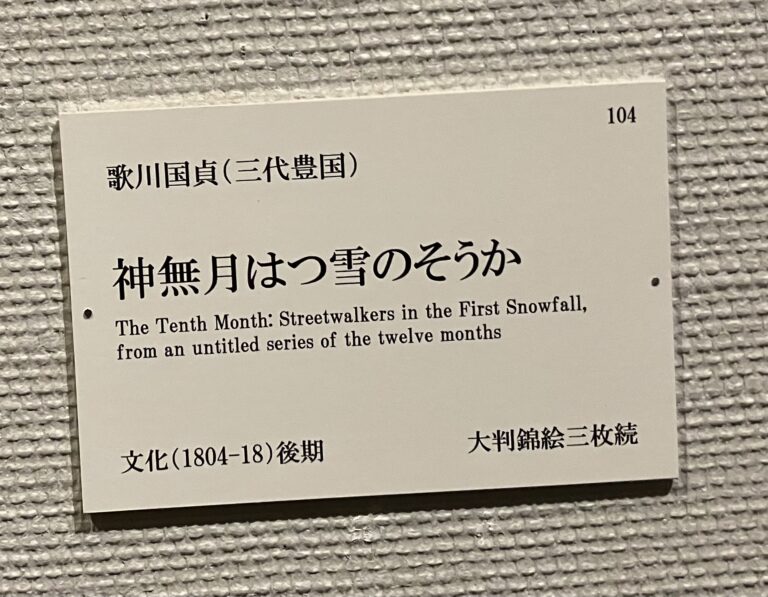 104
歌川国貞(三代豊国)
神無月はつ雪のそうか
The Tenth Month: Streetwalkers in the First Snowfall,
from an untitled series of the twelve months
文化(1804-18)後期
大判錦絵三枚続